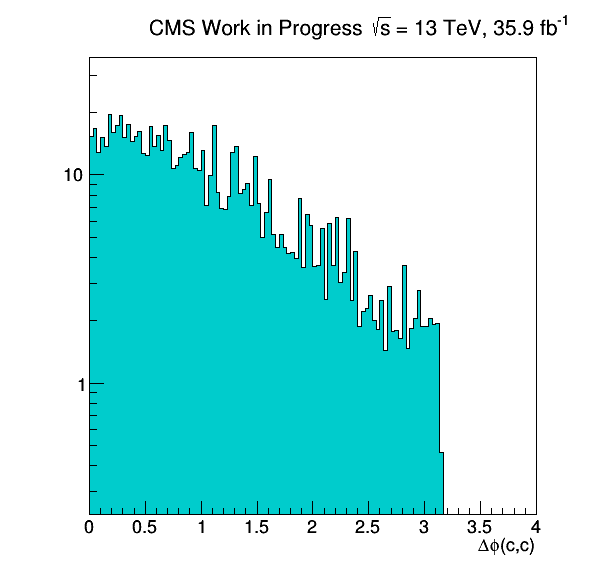 CMS Work in Progress √s = 13 TeV, 35.9 fb⁻¹
10
1
0 0.5 1 1.5 2 2.5 3 3.5 4
Δϕ(c,c)